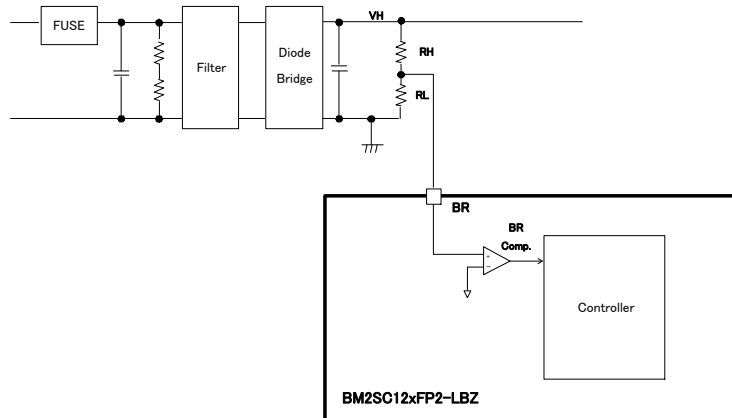 FUSE
VH
RH
Filter
Diode
Bridge
RL
BR
BR
Comp.
+
−
Controller
BM2SC12xFP2-LBZ